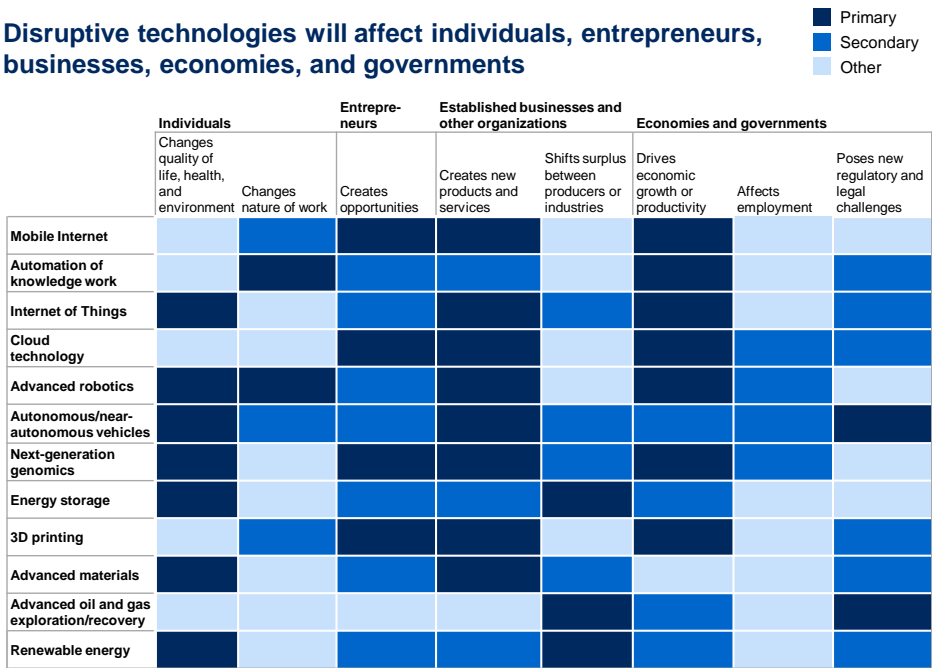 Disruptive technologies will affect individuals, entrepreneurs,
businesses, economies, and governments
Primary
Secondary
Other
Individuals
Entrepre-
neurs
Established businesses and
other organizations
Economies and governments
Changes
quality of
life, health,
and
environment
Changes
nature of work
Creates
opportunities
Creates new
products and
services
Shifts surplus
between
producers or
industries
Drives
economic
growth or
productivity
Affects
employment
Poses new
regulatory and
legal
challenges
Mobile Internet
Automation of
knowledge work
Internet of Things
Cloud
technology
Advanced robotics
Autonomous/near-
autonomous vehicles
Next-generation
genomics
Energy storage
3D printing
Advanced materials
Advanced oil and gas
exploration/recovery
Renewable energy